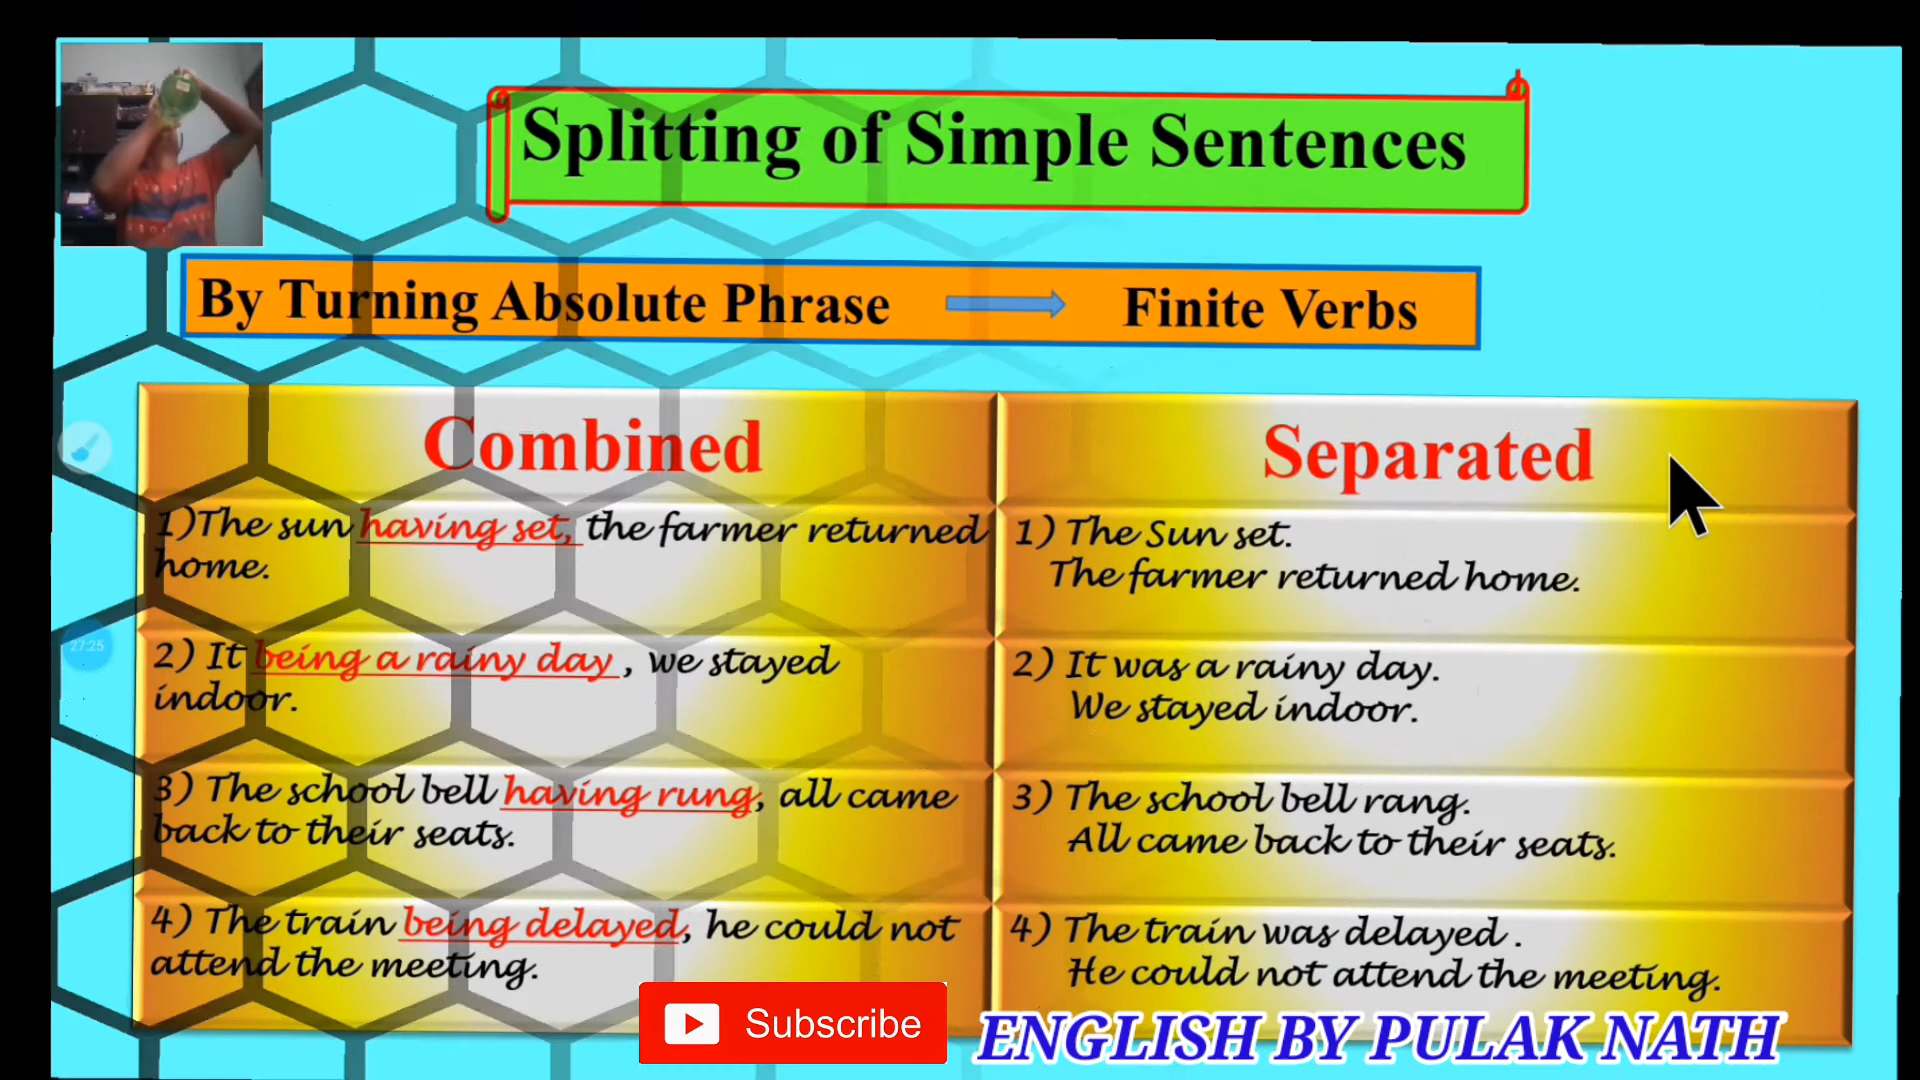 Splitting of Simple Sentences
By Turning Absolute Phrase Finite Verbs
Combined
Separated
1)The sun having set, the farmer returned
home.
1) The Sun set.
The farmer returned home.
2) It being a rainy day , we stayed
indoor.
2) It was a rainy day.
We stayed indoor.
3) The school bell having rung, all came
back to their seats.
3) The school bell rang.
All came back to their seats.
4) The train being delayed, he could not
attend the meeting.
4) The train was delayed .
He could not attend the meeting.
27:25
Subscribe
ENGLISH BY PULAK NATH